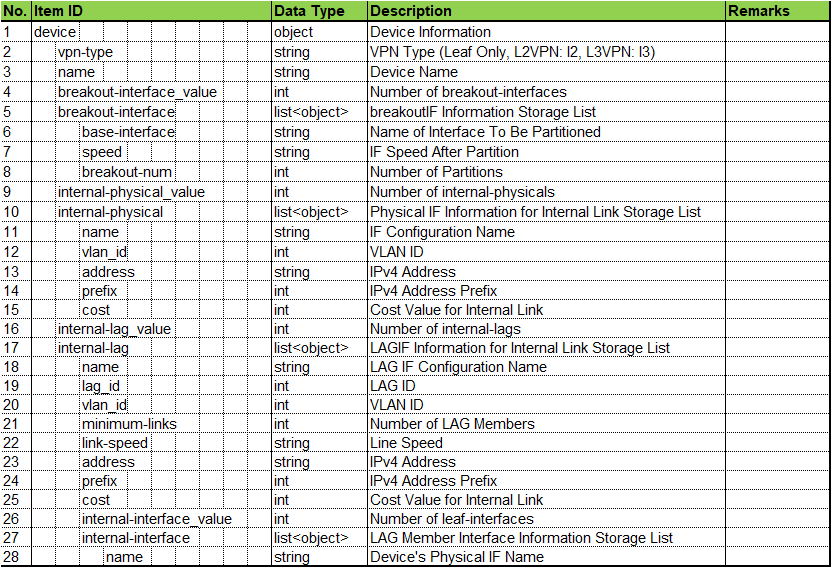 No. Item ID Data Type Description Remarks
1 device object Device Information
2 vpn-type string VPN Type (Leaf Only, L2VPN: I2, L3VPN: I3)
3 name string Device Name
4 breakout-interface_value int Number of breakout-interfaces
5 breakout-interface list<object> breakoutIF Information Storage List
6 base-interface string Name of Interface To Be Partitioned
7 speed string IF Speed After Partition
8 breakout-num int Number of Partitions
9 internal-physical_value int Number of internal-physicals
10 internal-physical list<object> Physical IF Information for Internal Link Storage List
11 name string IF Configuration Name
12 vlan_id int VLAN ID
13 address string IPv4 Address
14 prefix int IPv4 Address Prefix
15 cost int Cost Value for Internal Link
16 internal-lag_value int Number of internal-lags
17 internal-lag list<object> LAGIF Information for Internal Link Storage List
18 name string LAG IF Configuration Name
19 lag_id int LAG ID
20 vlan_id int VLAN ID
21 minimum-links int Number of LAG Members
22 link-speed string Line Speed
23 address string IPv4 Address
24 prefix int IPv4 Address Prefix
25 cost int Cost Value for Internal Link
26 internal-interface_value int Number of leaf-interfaces
27 internal-interface list<object> LAG Member Interface Information Storage List
28 name string Device's Physical IF Name